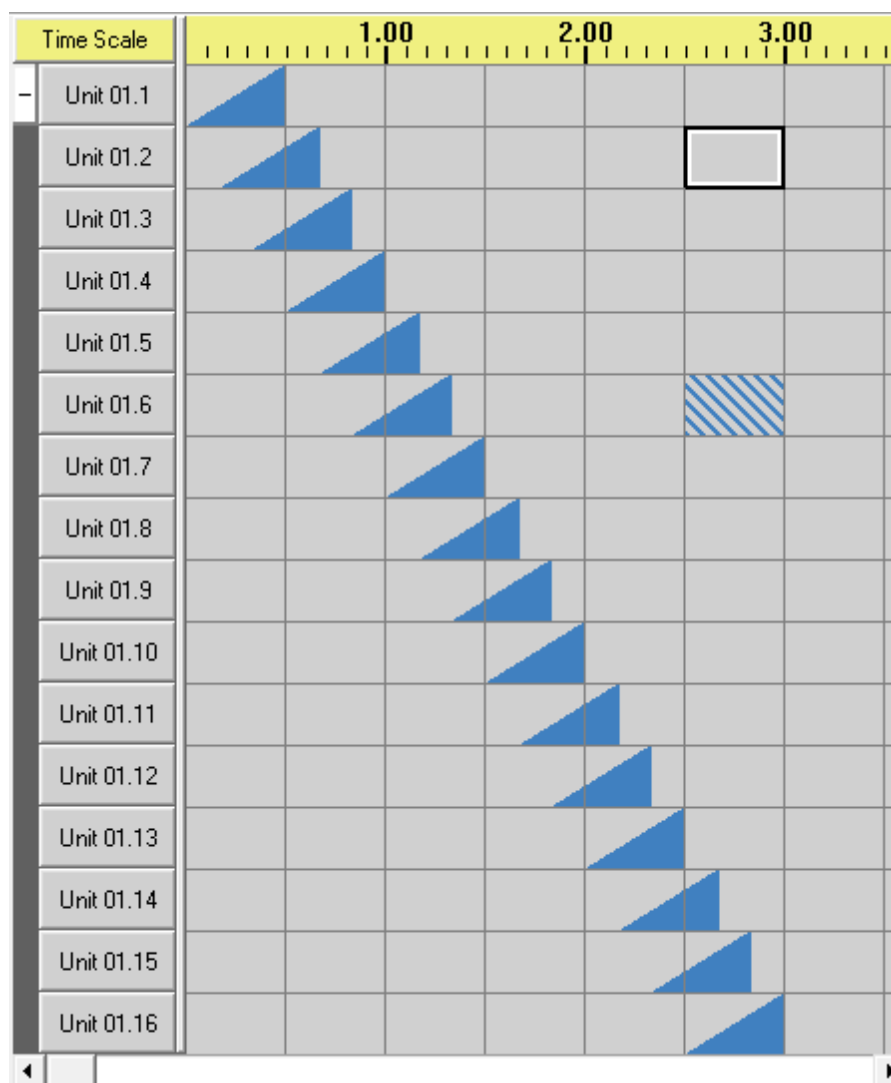 Time Scale 1.00 2.00 3.00
Unit 01.1
Unit 01.2
Unit 01.3
Unit 01.4
Unit 01.5
Unit 01.6
Unit 01.7
Unit 01.8
Unit 01.9
Unit 01.10
Unit 01.11
Unit 01.12
Unit 01.13
Unit 01.14
Unit 01.15
Unit 01.16